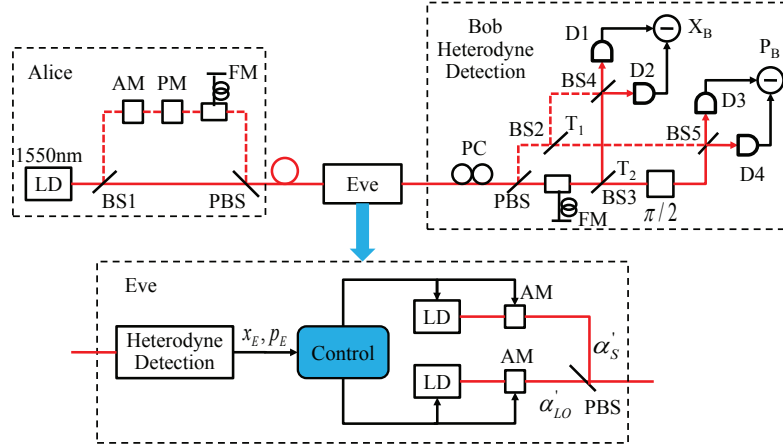 Alice
AM
PM
FM
1550nm
LD
BS1
PBS
Eve
Bob
Heterodyne
Detection
D1
X_B
BS4
D2
P_B
D3
BS2
T_1
BS5
D4
PC
PBS
FM
T_2
BS3
π/2
Eve
Heterodyne
Detection
x_E, p_E
Control
LD
AM
α'_S
LD
AM
α'_LO
PBS